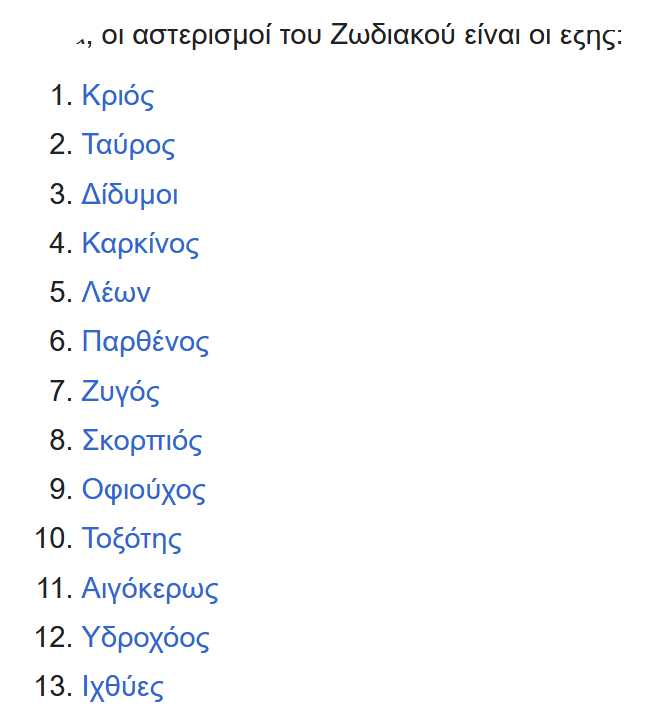 , οι αστερισμοί του Ζωδιακού είναι οι εξης:
1. Κριός
2. Ταύρος
3. Δίδυμοι
4. Καρκίνος
5. Λέων
6. Παρθένος
7. Ζυγός
8. Σκορπιός
9. Οφιούχος
10. Τοξότης
11. Αιγόκερως
12. Υδροχόος
13. Ιχθύες